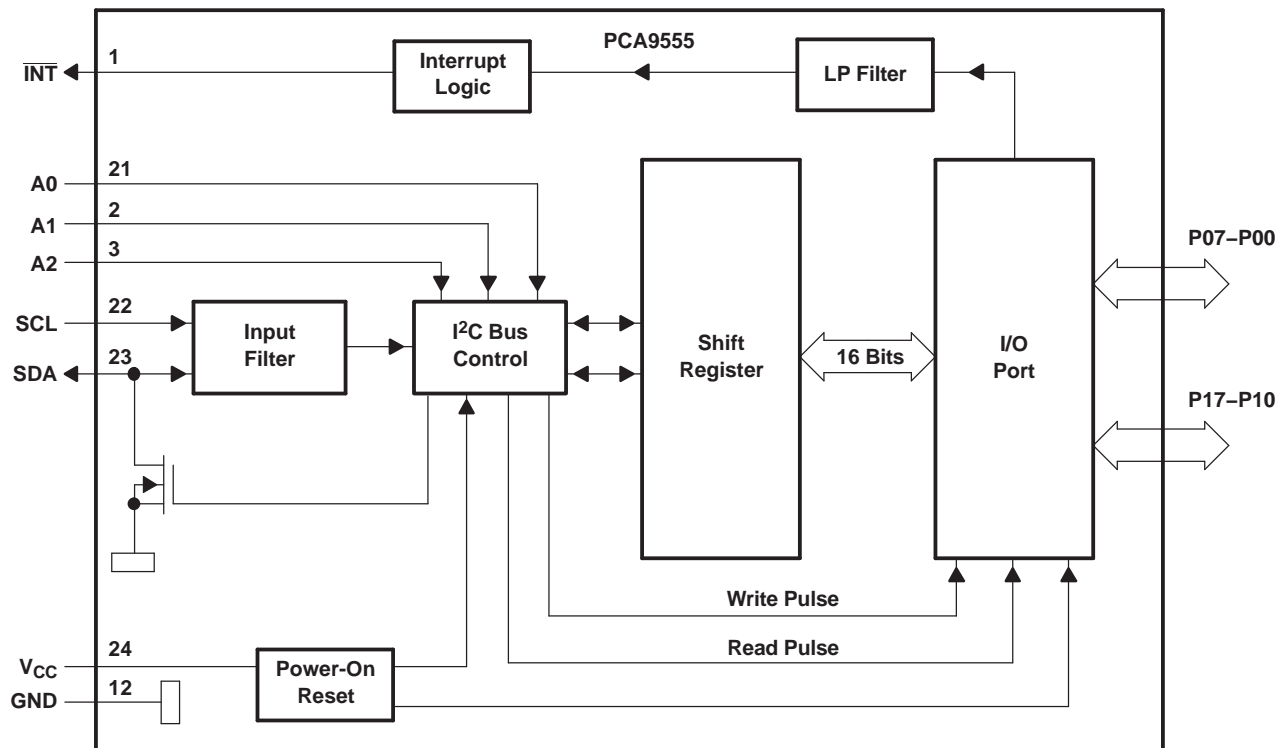 PCA9555
INT
1
Interrupt
Logic
LP Filter
A0
21
A1
2
A2
3
P07–P00
SCL
22
SDA
23
Input
Filter
I²C Bus
Control
Shift
Register
16 Bits
I/O
Port
P17–P10
Write Pulse
Read Pulse
VCC
24
GND
12
Power-On
Reset